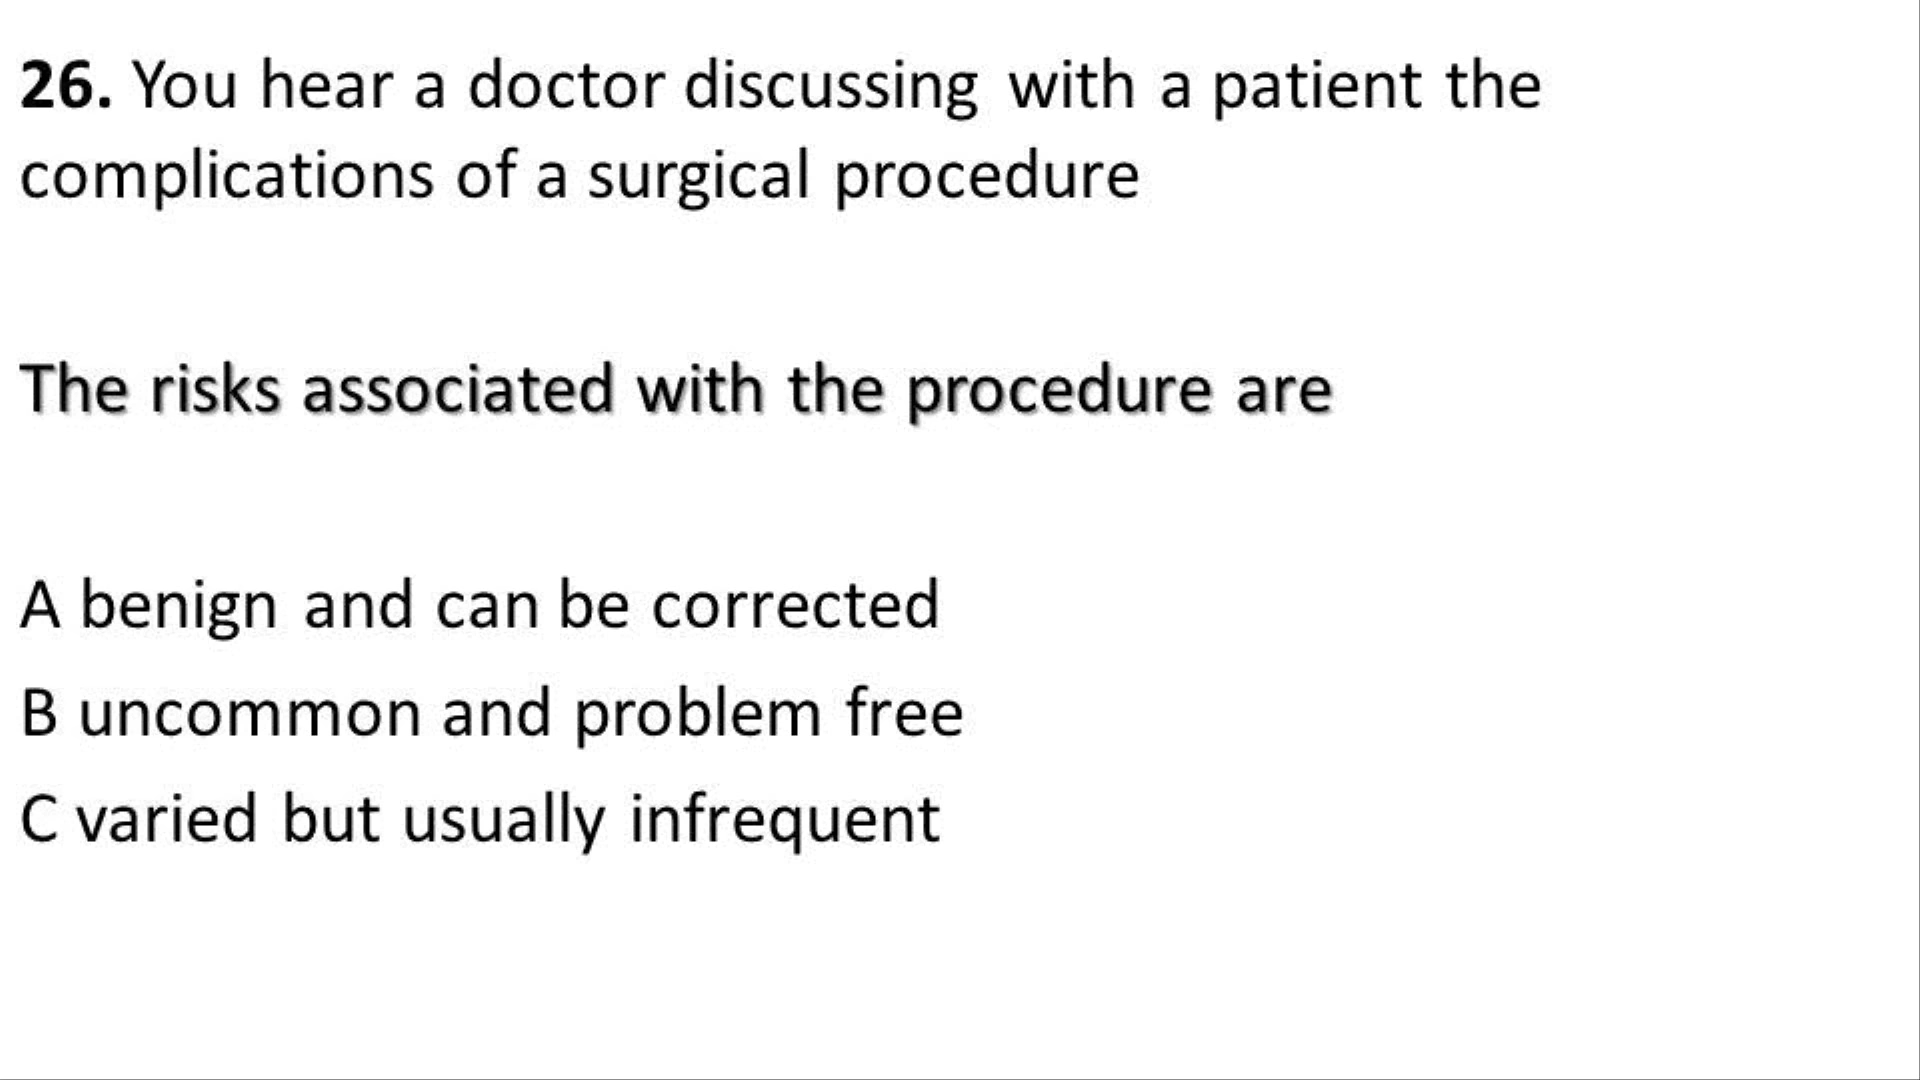 26. You hear a doctor discussing with a patient the
complications of a surgical procedure
The risks associated with the procedure are
A benign and can be corrected
B uncommon and problem free
C varied but usually infrequent